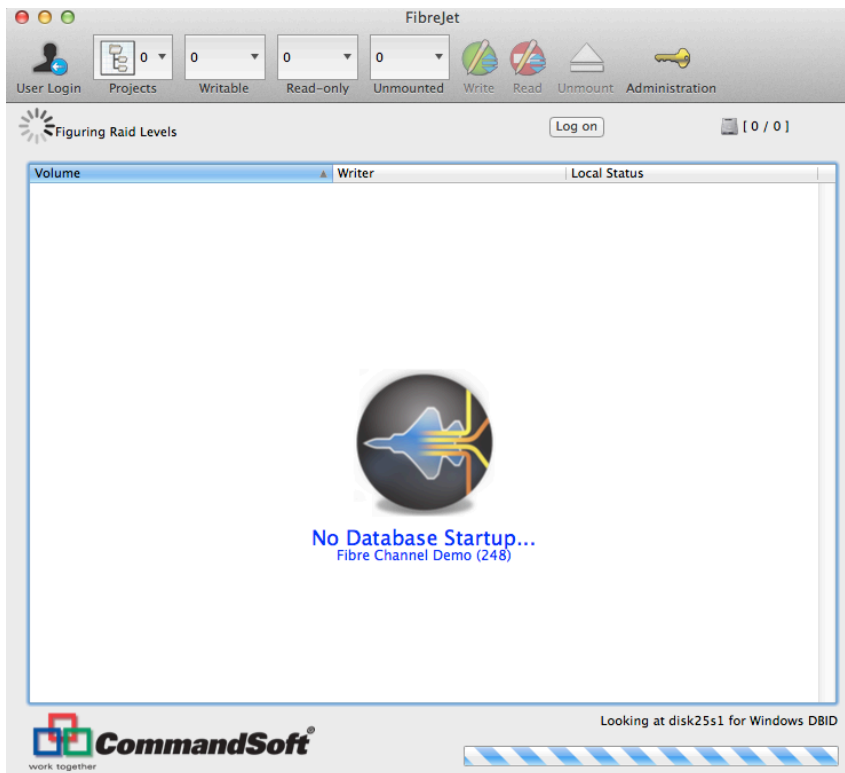 FibreJet
0 0 0 0
User Login Projects Writable Read-only Unmounted Write Read Unmount Administration
Figuring Raid Levels Log on [ 0 / 0 ]
Volume Writer Local Status
No Database Startup...
Fibre Channel Demo (248)
Looking at disk25s1 for Windows DBID
CommandSoft®
work together